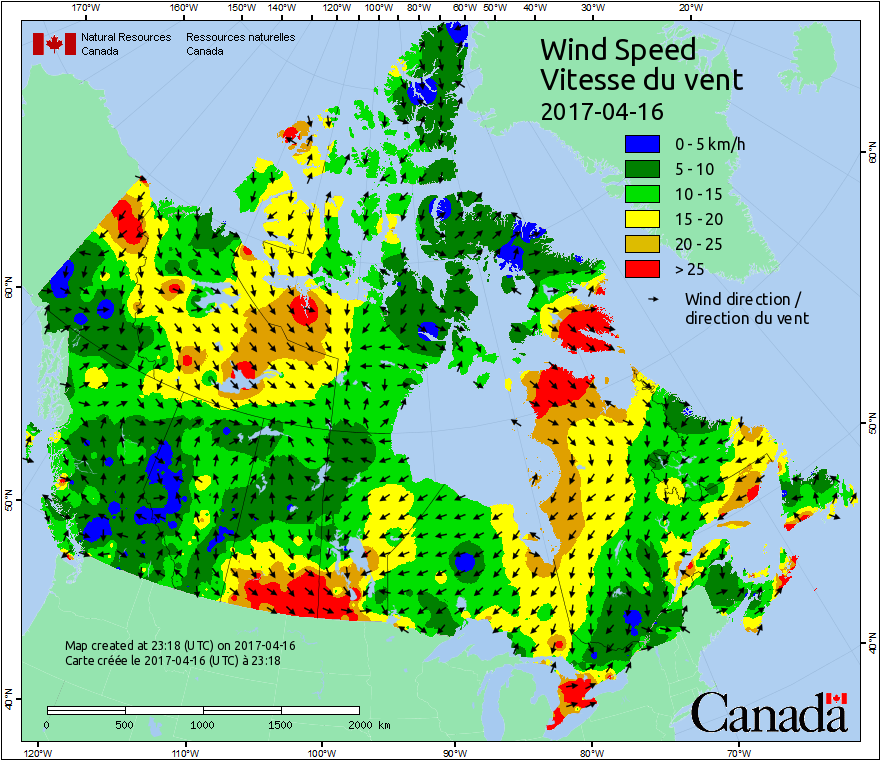 170°W 160°W 150°W 140°W 130°W 120°W 110°W 100°W 90°W 80°W 70°W 60°W 50°W 40°W 30°W 20°W
Natural Resources Ressources naturelles
Canada Canada
Wind Speed
Vitesse du vent
2017-04-16
0 - 5 km/h
5 - 10
10 - 15
15 - 20
20 - 25
> 25
Wind direction /
direction du vent
60°N
60°N
50°N
50°N
40°N
40°N
Map created at 23:18 (UTC) on 2017-04-16
Carte créée le 2017-04-16 (UTC) à 23:18
0 500 1000 1500 2000 km
Canada
120°W 110°W 100°W 90°W 80°W 70°W